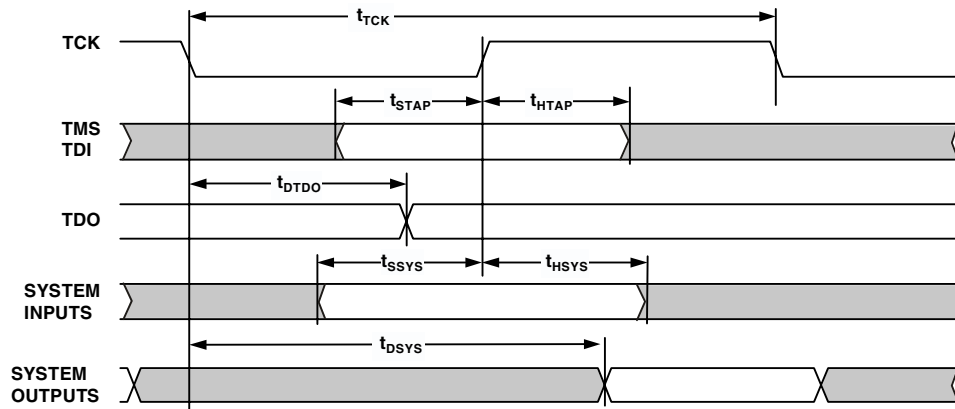 tTCK
TCK
tSTAP
tHTAP
TMS
TDI
tDTDO
TDO
tSSYS
tHSYS
SYSTEM
INPUTS
tDSYS
SYSTEM
OUTPUTS